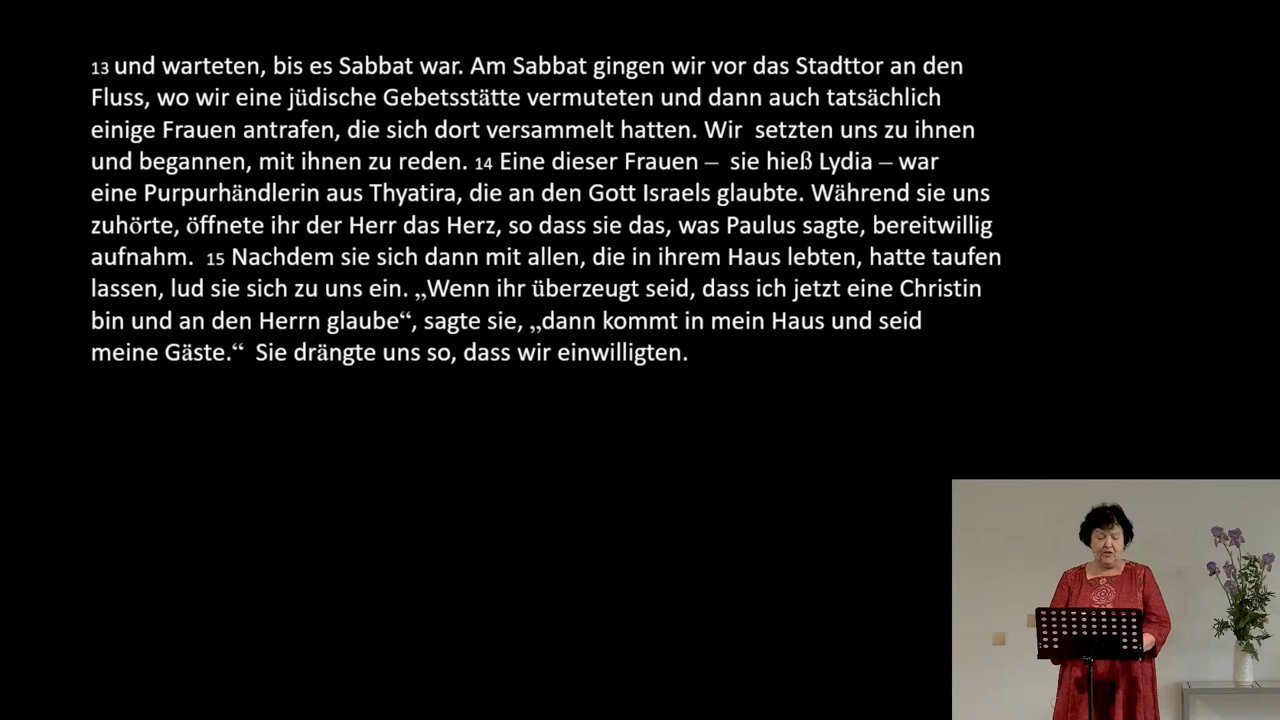 13 und warteten, bis es Sabbat war. Am Sabbat gingen wir vor das Stadttor an den
Fluss, wo wir eine jüdische Gebetsstätte vermuteten und dann auch tatsächlich
einige Frauen antrafen, die sich dort versammelt hatten. Wir  setzten uns zu ihnen
und begannen, mit ihnen zu reden. 14 Eine dieser Frauen –  sie hieß Lydia – war
eine Purpurhändlerin aus Thyatira, die an den Gott Israels glaubte. Während sie uns
zuhörte, öffnete ihr der Herr das Herz, so dass sie das, was Paulus sagte, bereitwillig
aufnahm.  15 Nachdem sie sich dann mit allen, die in ihrem Haus lebten, hatte taufen
lassen, lud sie sich zu uns ein. „Wenn ihr überzeugt seid, dass ich jetzt eine Christin
bin und an den Herrn glaube“, sagte sie, „dann kommt in mein Haus und seid
meine Gäste.“  Sie drängte uns so, dass wir einwilligten.